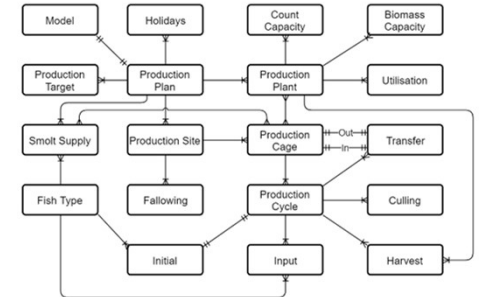 Model
Holidays
Count
Capacity
Biomass
Capacity
Production
Target
Production
Plan
Production
Plant
Utilisation
Smolt Supply
Production Site
Production
Cage
Out
In
Transfer
Fish Type
Fallowing
Production
Cycle
Culling
Initial
Input
Harvest